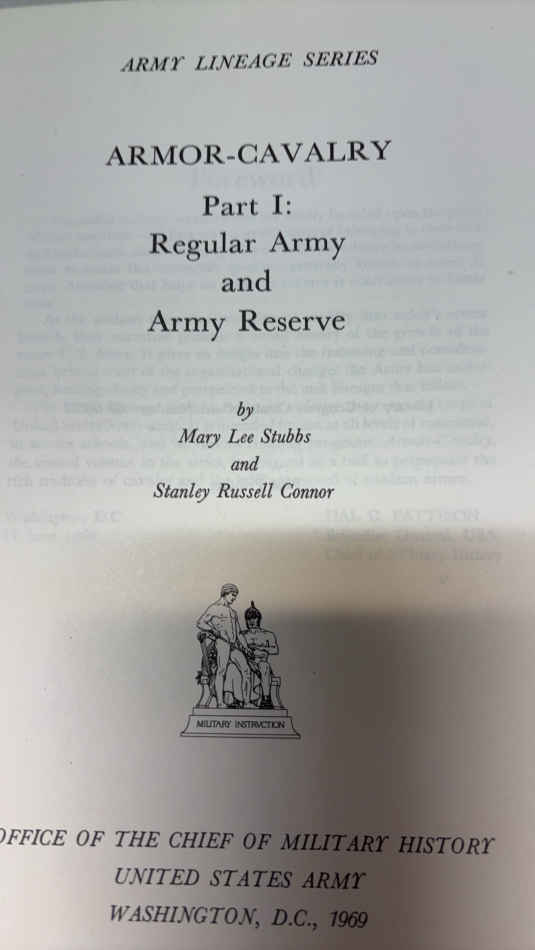 ARMY LINEAGE SERIES
ARMOR-CAVALRY
Part I:
Regular Army
and
Army Reserve
by
Mary Lee Stubbs
and
Stanley Russell Connor
MILITARY INSTRVCTION
OFFICE OF THE CHIEF OF MILITARY HISTORY
UNITED STATES ARMY
WASHINGTON, D.C., 1969